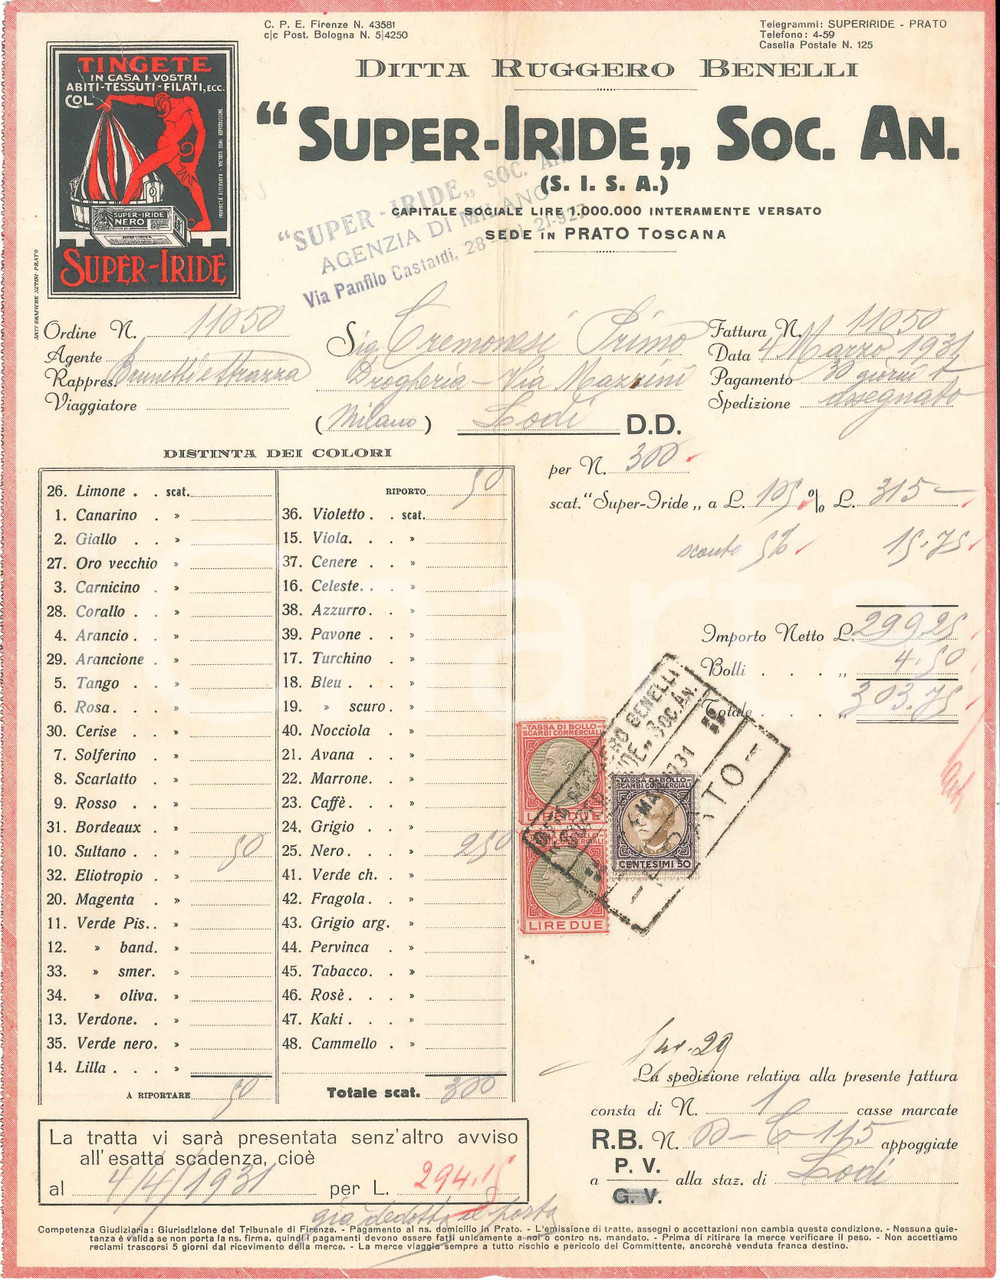 C. P. E. Firenze N. 43581
c/c Post. Bologna N. 5/4250
Telegrammi: SUPERIRIDE - PRATO
Telefono: 4-59
Casella Postale N. 125
TINGETE
IN CASA I VOSTRI
ABITI-TESSUTI-FILATI, ECC.
COL
SUPER-IRIDE
NERO
SUPER-IRIDE
DITTA RUGGERO BENELLI
"SUPER-IRIDE„ SOC. AN.
(S. I. S. A.)
CAPITALE SOCIALE LIRE 1.000.000 INTERAMENTE VERSATO
SEDE IN PRATO TOSCANA
"SUPER-IRIDE„ SOC. AN.
AGENZIA DI MILANO
Via Panfilo Castaldi, 28 - Tel. 21-927
Ordine N. 11050
Agente
Rappres. Brunetti e Strazza
Viaggiatore
Sig. Cremonesi Primo
Drogheria - Via Mazzini
(Milano) Lodi D.D.
Fattura N. 11050
Data 4 Marzo 1931
Pagamento 30 giorni
Spedizione assegnato
DISTINTA DEI COLORI
26. Limone . . scat.
1. Canarino . »
2. Giallo . . »
27. Oro vecchio »
3. Carnicino . »
28. Corallo . . »
4. Arancio . . »
29. Arancione . »
5. Tango . . »
6. Rosa . . . »
30. Cerise . . »
7. Solferino . »
8. Scarlatto . »
9. Rosso . . »
31. Bordeaux . »
10. Sultano . . » 50
32. Eliotropio . »
20. Magenta . »
11. Verde Pis. . »
12. » band. »
33. » smer. »
34. » oliva. »
13. Verdone. . »
35. Verde nero. »
14. Lilla . . . »
A RIPORTARE 50
RIPORTO 50
36. Violetto . . scat.
15. Viola. . . »
37. Cenere . . »
16. Celeste. . . »
38. Azzurro. . »
39. Pavone . . »
17. Turchino »
18. Bleu . . . »
19. » scuro. »
40. Nocciola . »
21. Avana . . »
22. Marrone. . »
23. Caffè. . . »
24. Grigio . . »
25. Nero. . . » 250
41. Verde ch. . »
42. Fragola. . »
43. Grigio arg. »
44. Pervinca . »
45. Tabacco. . »
46. Rosè . . . »
47. Kaki . . . »
48. Cammello . »
Totale scat. 300
per N. 300
scat. "Super-Iride„ a L. 105 % L. 315 -
sconto 5% 15.75
Importo Netto L. 299.25
Bolli . . . „ 4.50
Totale . . . „ 303.75
TASSA DI BOLLO
SCAMBI COMMERCIALI
LIRE DUE
LIRE DUE
TASSA DI BOLLO
SCAMBI COMMERCIALI
CENTESIMI 50
RUGGERO BENELLI
SOC. AN.
PRATO
La spedizione relativa alla presente fattura
consta di N. 1 casse marcate
R.B. N. D-C 115 appoggiate
a P. V. alla staz. di Lodi
G. V.
La tratta vi sarà presentata senz'altro avviso
all'esatta scadenza, cioè
al 4/4/1931 per L. 294.15
già dedotto il porto
Competenza Giudiziaria: Giurisdizione del Tribunale di Firenze. - Pagamento al ns. domicilio in Prato. - L'emissione di tratte, assegni o accettazioni non cambia questa condizione. - Nessuna quietanza
è valida se non porta la ns. firma, quindi i pagamenti devono essere fatti unicamente a noi o contro ns. mandato. - Prima di ritirare la merce verificare il peso. - Non accettiamo
reclami trascorsi 5 giorni dal ricevimento della merce. - La merce viaggia sempre a tutto rischio e pericolo del Committente, ancorchè venduta franca destino.